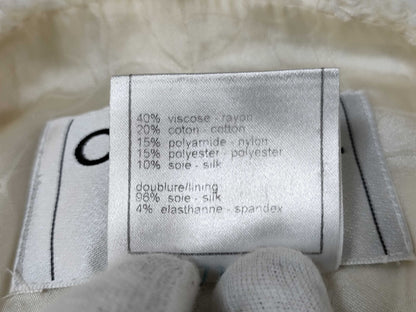 40% viscose - rayon
20% coton - cotton
15% polyamide - nylon
15% polyester - polyester
10% soie - silk
doublure/lining
96% soie - silk
4% elasthanne - spandex